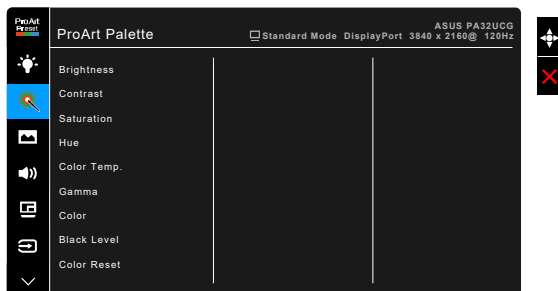 ProArt
Preset
ProArt Palette
ASUS PA32UCG
Standard Mode DisplayPort 3840 x 2160@ 120Hz
Brightness
Contrast
Saturation
Hue
Color Temp.
Gamma
Color
Black Level
Color Reset